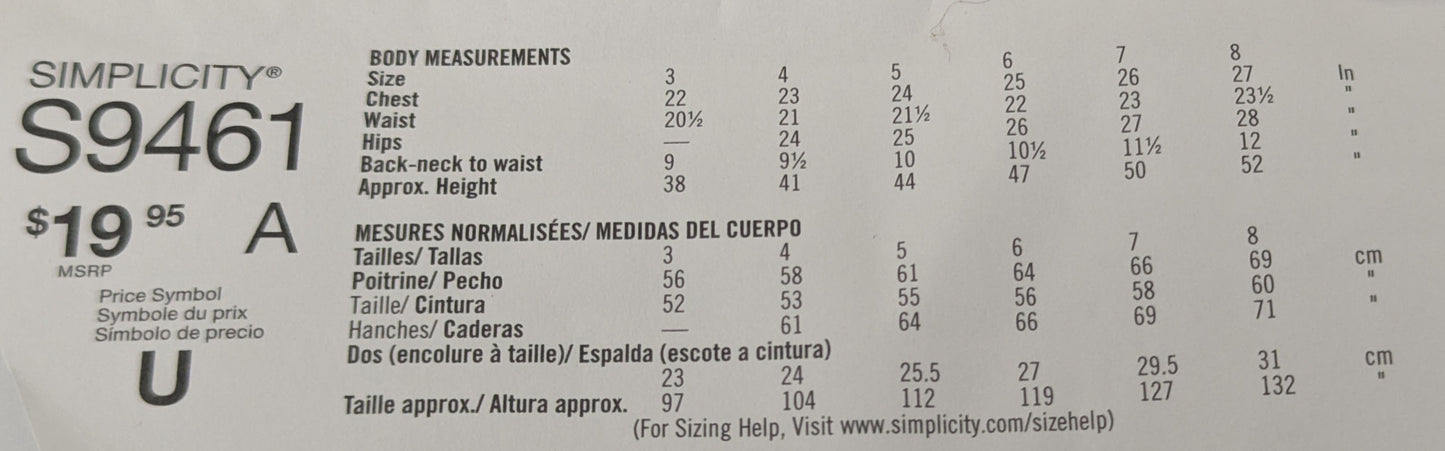 SIMPLICITY®
S9461
$19 95 A
MSRP
Price Symbol
Symbole du prix
Símbolo de precio
U
BODY MEASUREMENTS
Size 3 4 5 6 7 8
Chest 22 23 24 25 26 27 In
Waist 20½ 21 21½ 22 23 23½ "
Hips — 24 25 26 27 28 "
Back-neck to waist 9 9½ 10 10½ 11½ 12 "
Approx. Height 38 41 44 47 50 52 "
MESURES NORMALISÉES/ MEDIDAS DEL CUERPO
Tailles/ Tallas 3 4 5 6 7 8
Poitrine/ Pecho 56 58 61 64 66 69 cm
Taille/ Cintura 52 53 55 56 58 60 "
Hanches/ Caderas — 61 64 66 69 71 "
Dos (encolure à taille)/ Espalda (escote a cintura)
23 24 25.5 27 29.5 31 cm
Taille approx./ Altura approx. 97 104 112 119 127 132 "
(For Sizing Help, Visit www.simplicity.com/sizehelp)